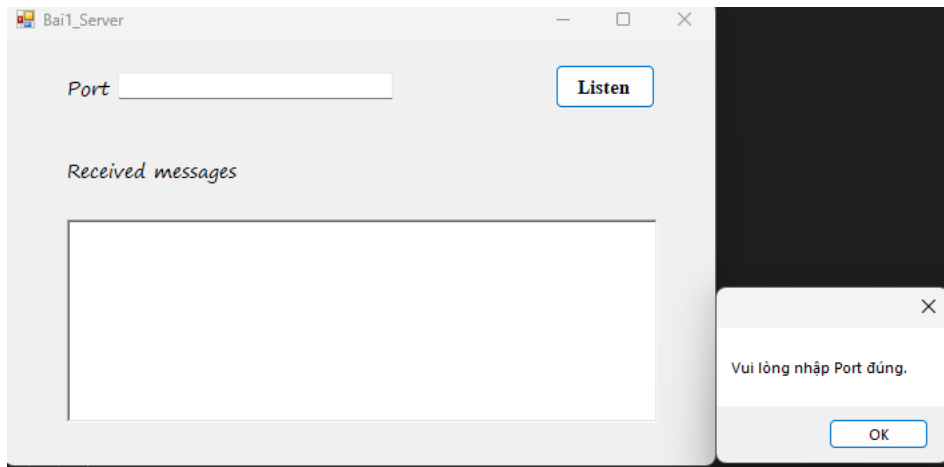 Bai1_Server
Port
Listen
Received messages
Vui lòng nhập Port đúng.
OK